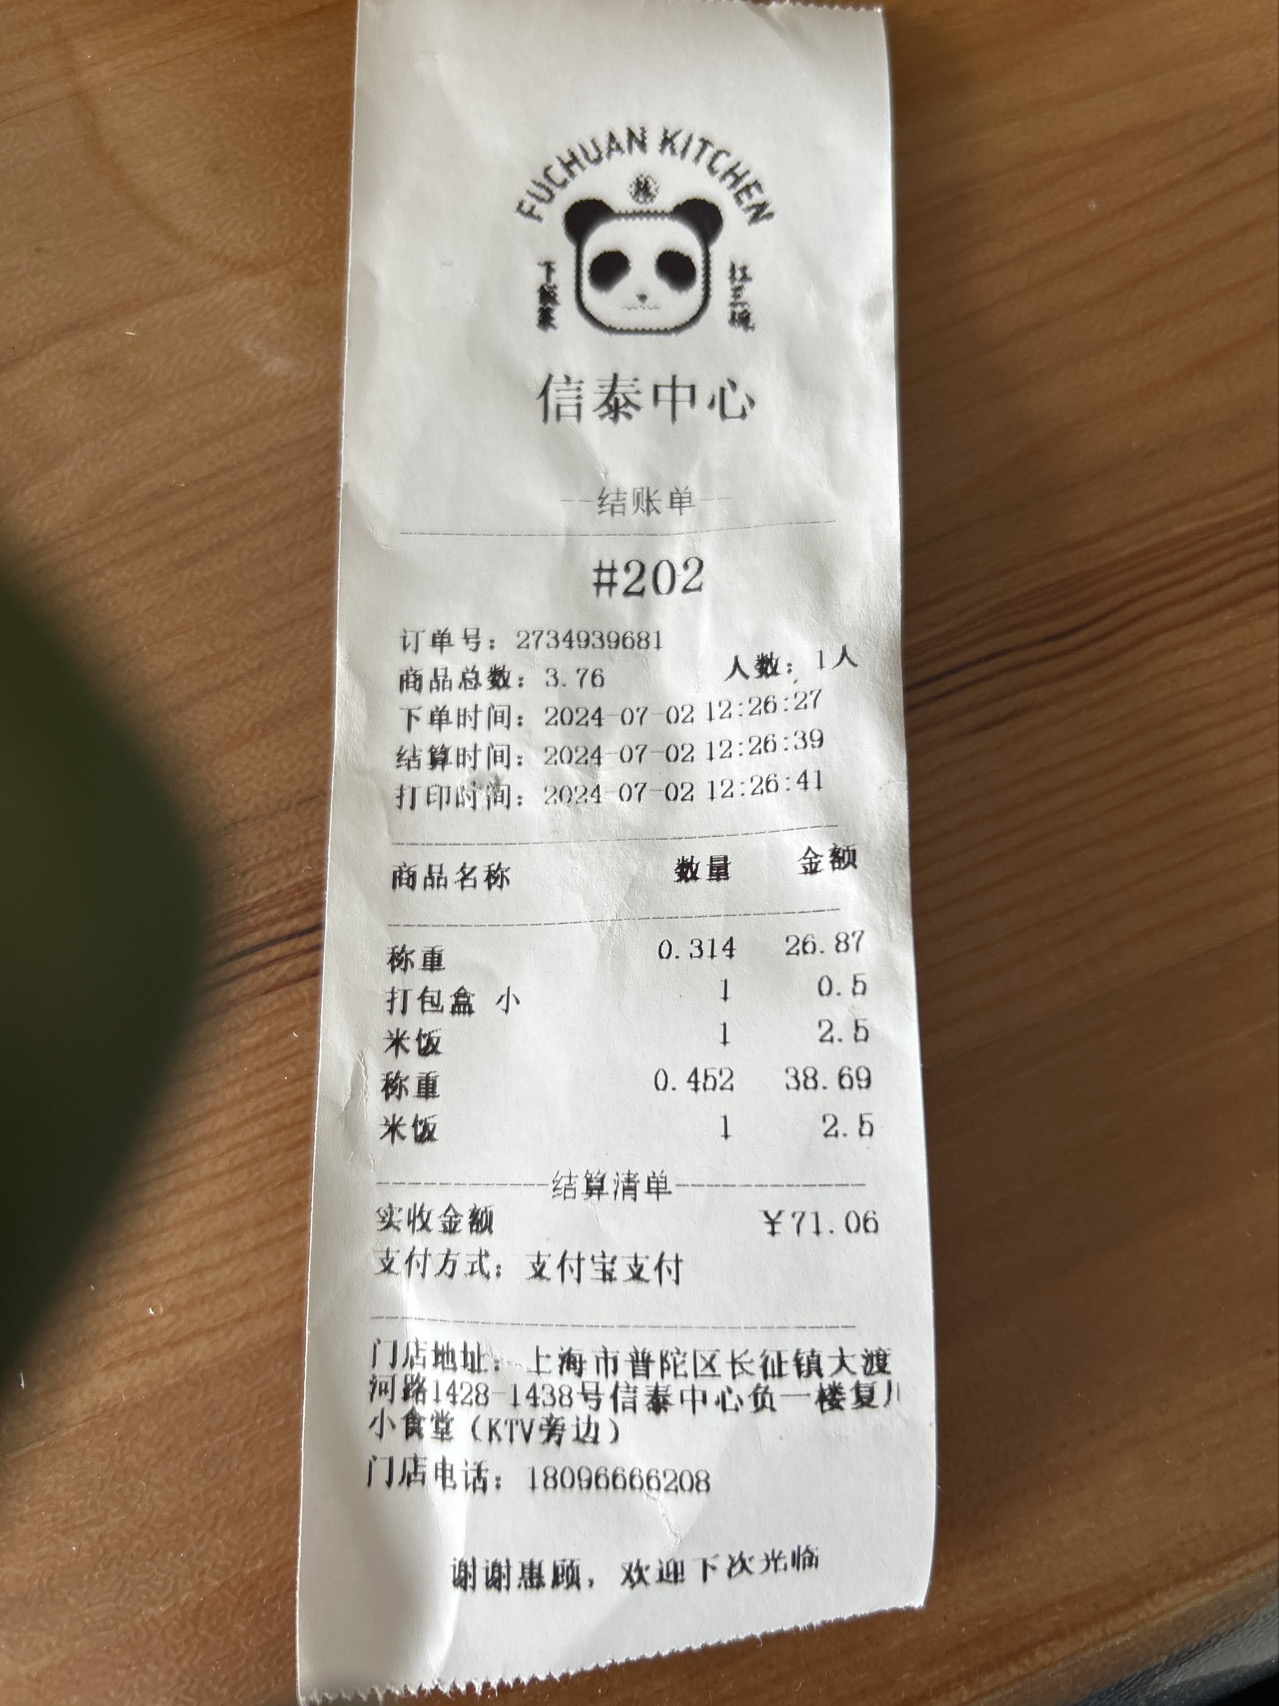 FUCHUAN KITCHEN
辣
下飯菜
扛三碗
信泰中心
--结账单--
#202
订单号：2734939681
商品总数：3.76 人数：1人
下单时间：2024-07-02 12:26:27
结算时间：2024-07-02 12:26:39
打印时间：2024-07-02 12:26:41
商品名称 数量 金额
称重 0.314 26.87
打包盒 小 1 0.5
米饭 1 2.5
称重 0.452 38.69
米饭 1 2.5
结算清单
实收金额 ¥71.06
支付方式：支付宝支付
门店地址：上海市普陀区长征镇大渡
河路1428-1438号信泰中心负一楼复川
小食堂（KTV旁边）
门店电话：18096666208
谢谢惠顾，欢迎下次光临